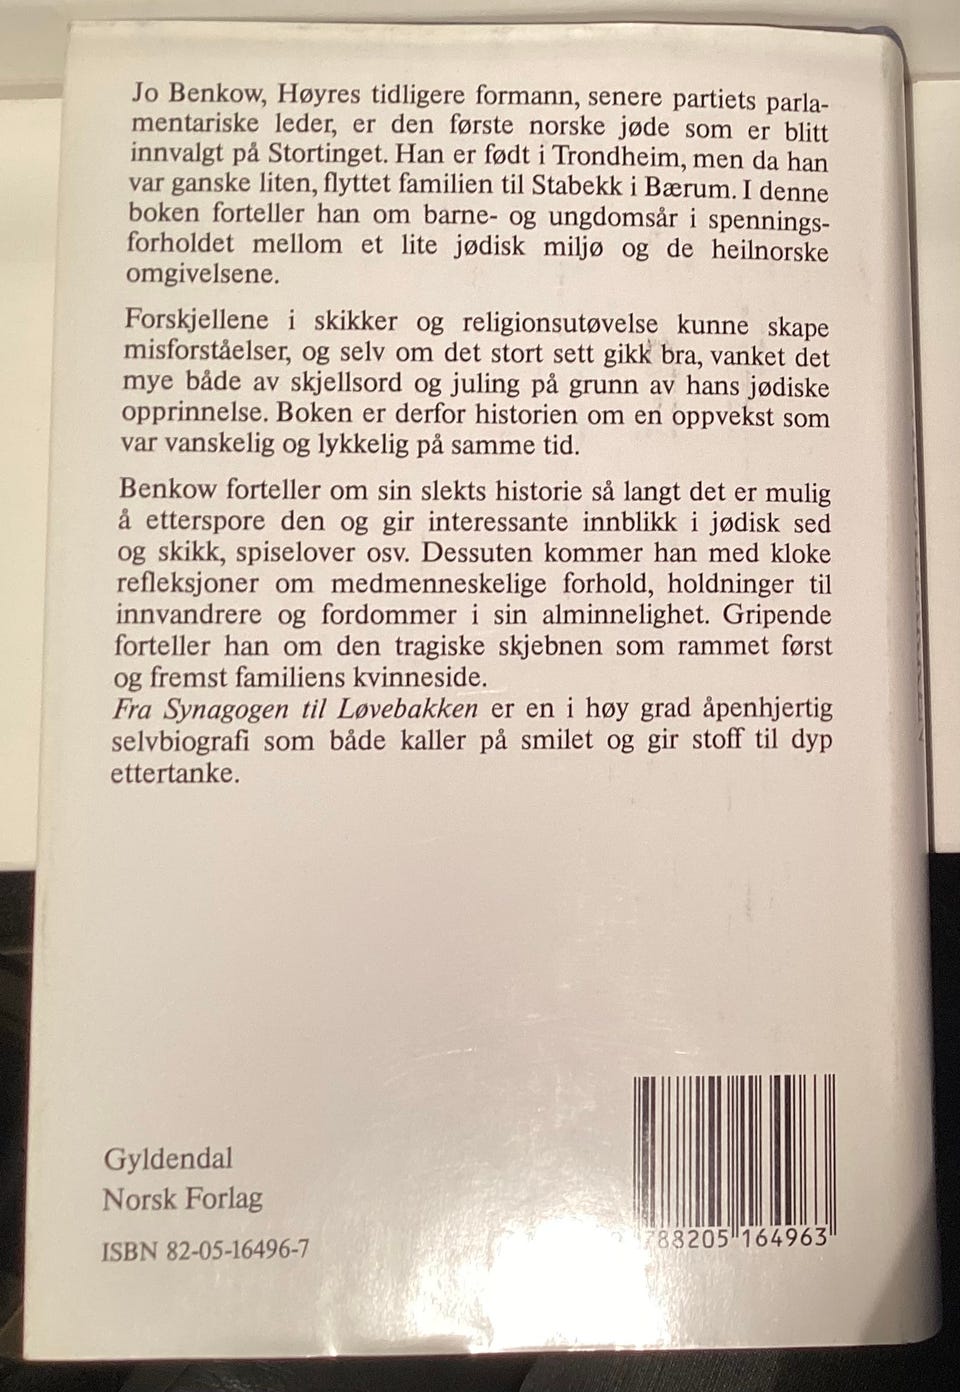 Jo Benkow, Høyres tidligere formann, senere partiets parla-
mentariske leder, er den første norske jøde som er blitt
innvalgt på Stortinget. Han er født i Trondheim, men da han
var ganske liten, flyttet familien til Stabekk i Bærum. I denne
boken forteller han om barne- og ungdomsår i spennings-
forholdet mellom et lite jødisk miljø og de heilnorske
omgivelsene.
Forskjellene i skikker og religionsutøvelse kunne skape
misforståelser, og selv om det stort sett gikk bra, vanket det
mye både av skjellsord og juling på grunn av hans jødiske
opprinnelse. Boken er derfor historien om en oppvekst som
var vanskelig og lykkelig på samme tid.
Benkow forteller om sin slekts historie så langt det er mulig
å etterspore den og gir interessante innblikk i jødisk sed
og skikk, spiselover osv. Dessuten kommer han med kloke
refleksjoner om medmenneskelige forhold, holdninger til
innvandrere og fordommer i sin alminnelighet. Gripende
forteller han om den tragiske skjebnen som rammet først
og fremst familiens kvinneside.
Fra Synagogen til Løvebakken er en i høy grad åpenhjertig
selvbiografi som både kaller på smilet og gir stoff til dyp
ettertanke.
Gyldendal
Norsk Forlag
ISBN 82-05-16496-7
788205 164963